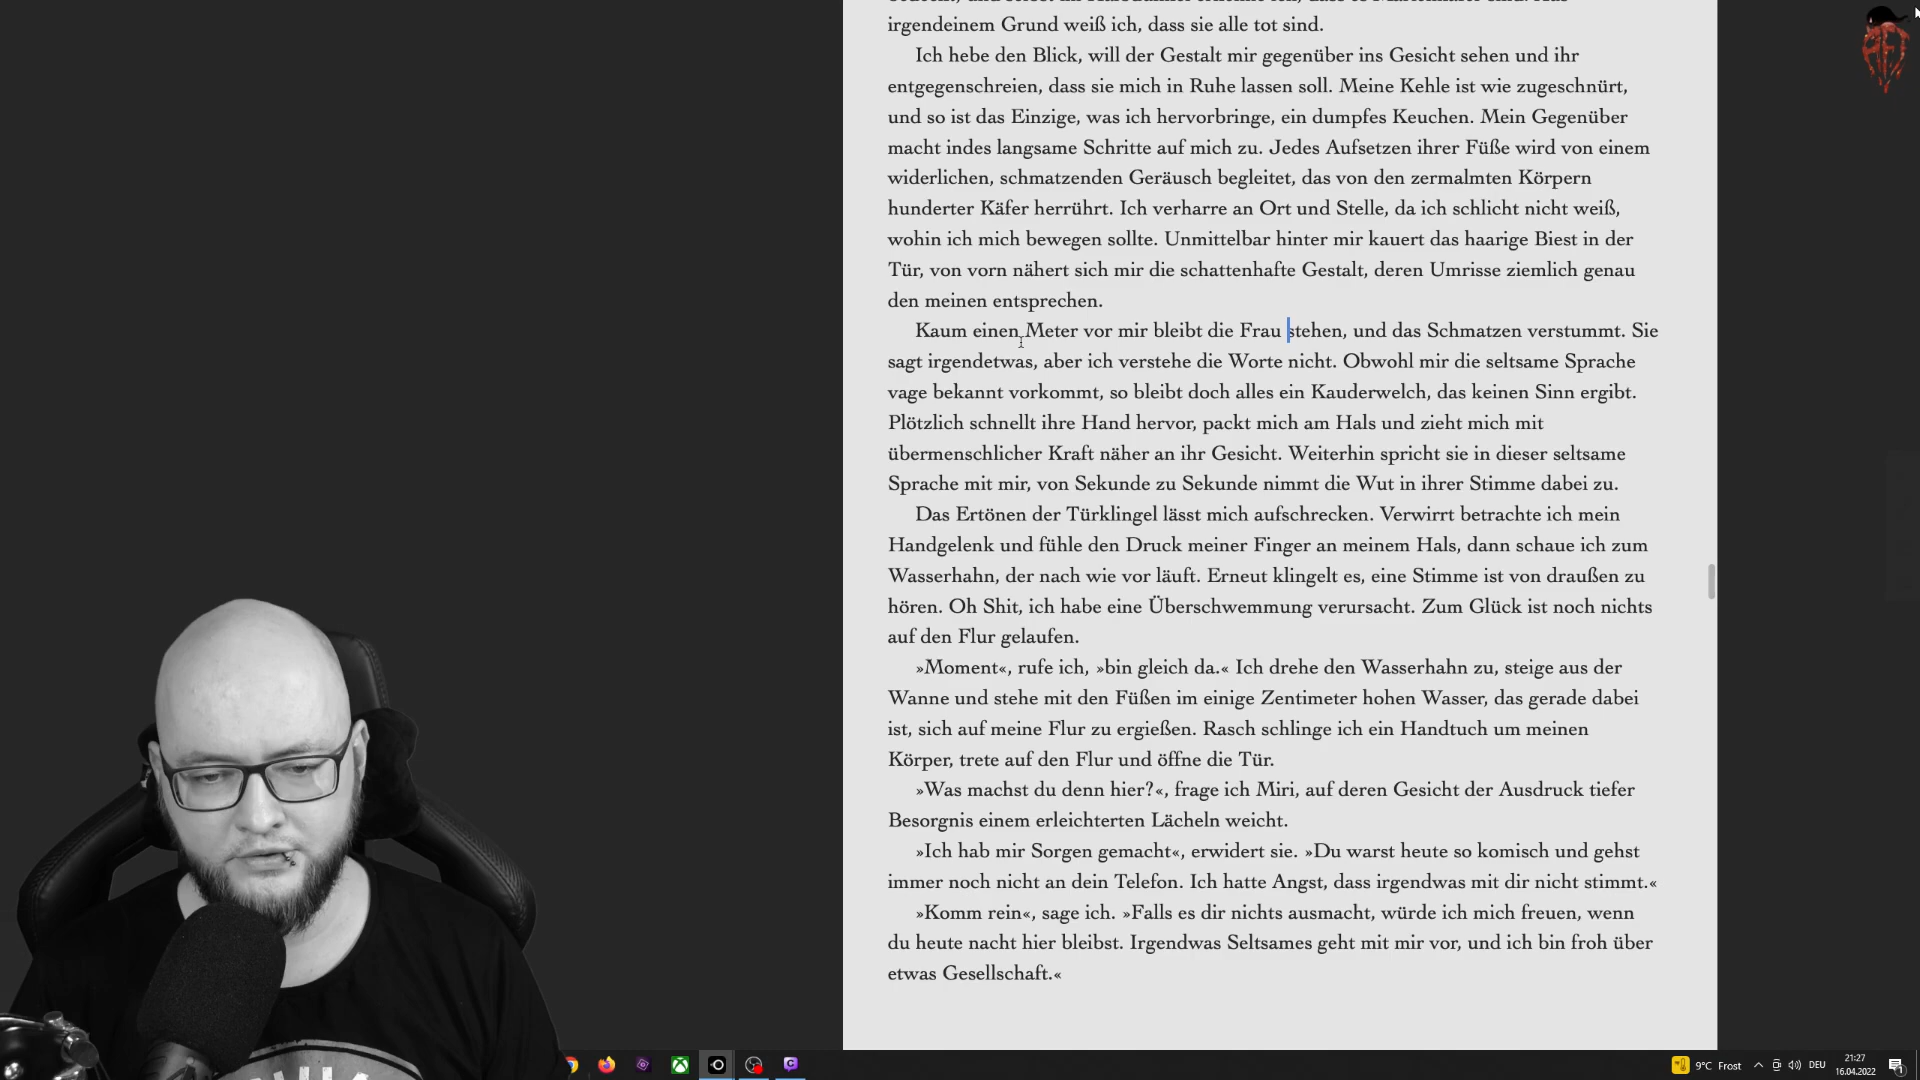 irgendeinem Grund weiß ich, dass sie alle tot sind.
Ich hebe den Blick, will der Gestalt mir gegenüber ins Gesicht sehen und ihr
entgegenschreien, dass sie mich in Ruhe lassen soll. Meine Kehle ist wie zugeschnürt,
und so ist das Einzige, was ich hervorbringe, ein dumpfes Keuchen. Mein Gegenüber
macht indes langsame Schritte auf mich zu. Jedes Aufsetzen ihrer Füße wird von einem
widerlichen, schmatzenden Geräusch begleitet, das von den zermalmten Körpern
hunderter Käfer herrührt. Ich verharre an Ort und Stelle, da ich schlicht nicht weiß,
wohin ich mich bewegen sollte. Unmittelbar hinter mir kauert das haarige Biest in der
Tür, von vorn nähert sich mir die schattenhafte Gestalt, deren Umrisse ziemlich genau
den meinen entsprechen.
Kaum einen Meter vor mir bleibt die Frau stehen, und das Schmatzen verstummt. Sie
sagt irgendetwas, aber ich verstehe die Worte nicht. Obwohl mir die seltsame Sprache
vage bekannt vorkommt, so bleibt doch alles ein Kauderwelch, das keinen Sinn ergibt.
Plötzlich schnellt ihre Hand hervor, packt mich am Hals und zieht mich mit
übermenschlicher Kraft näher an ihr Gesicht. Weiterhin spricht sie in dieser seltsame
Sprache mit mir, von Sekunde zu Sekunde nimmt die Wut in ihrer Stimme dabei zu.
Das Ertönen der Türklingel lässt mich aufschrecken. Verwirrt betrachte ich mein
Handgelenk und fühle den Druck meiner Finger an meinem Hals, dann schaue ich zum
Wasserhahn, der nach wie vor läuft. Erneut klingelt es, eine Stimme ist von draußen zu
hören. Oh Shit, ich habe eine Überschwemmung verursacht. Zum Glück ist noch nichts
auf den Flur gelaufen.
»Moment«, rufe ich, »bin gleich da.« Ich drehe den Wasserhahn zu, steige aus der
Wanne und stehe mit den Füßen im einige Zentimeter hohen Wasser, das gerade dabei
ist, sich auf meine Flur zu ergießen. Rasch schlinge ich ein Handtuch um meinen
Körper, trete auf den Flur und öffne die Tür.
»Was machst du denn hier?«, frage ich Miri, auf deren Gesicht der Ausdruck tiefer
Besorgnis einem erleichterten Lächeln weicht.
»Ich hab mir Sorgen gemacht«, erwidert sie. »Du warst heute so komisch und gehst
immer noch nicht an dein Telefon. Ich hatte Angst, dass irgendwas mit dir nicht stimmt.«
»Komm rein«, sage ich. »Falls es dir nichts ausmacht, würde ich mich freuen, wenn
du heute nacht hier bleibst. Irgendwas Seltsames geht mit mir vor, und ich bin froh über
etwas Gesellschaft.«
9°C Frost
DEU
21:27
16.04.2022